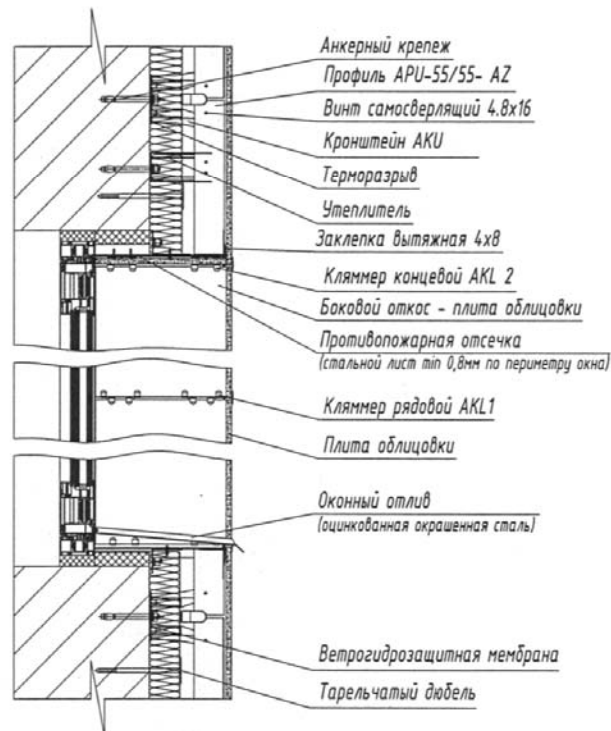 Анкерный крепеж
Профиль APU-55/55- AZ
Винт самосверлящий 4.8х16
Кронштейн AKU
Терморазрыв
Утеплитель
Заклепка вытяжная 4х8
Кляммер концевой AKL 2
Боковой откос - плита облицовки
Противопожарная отсечка
(стальной лист min 0,8мм по периметру окна)
Кляммер рядовой AKL1
Плита облицовки
Оконный отлив
(оцинкованная окрашенная сталь)
Ветрогидрозащитная мембрана
Тарельчатый дюбель